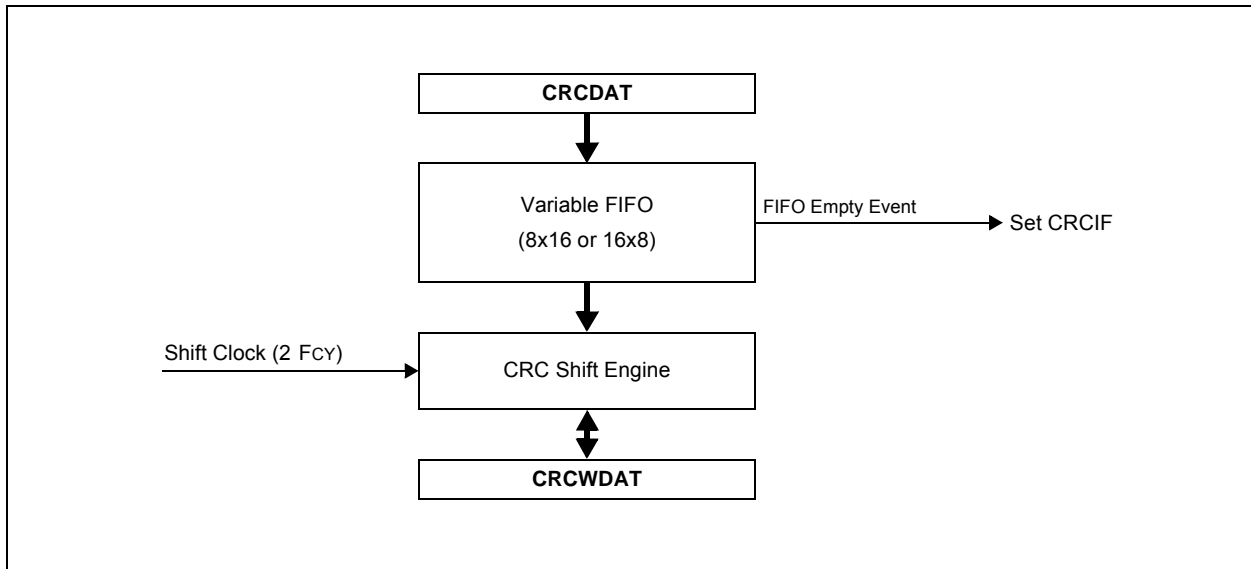 CRCDAT
Variable FIFO
(8x16 or 16x8)
FIFO Empty Event
Set CRCIF
Shift Clock (2 FCY)
CRC Shift Engine
CRCWDAT